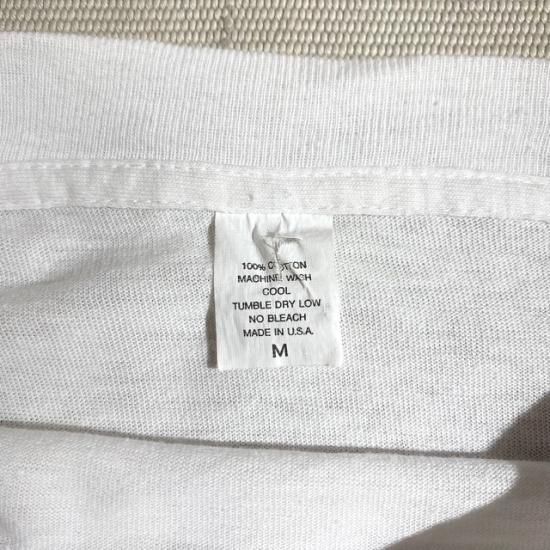 100% COTTON
MACHINE WASH
COOL
TUMBLE DRY LOW
NO BLEACH
MADE IN U.S.A.
M